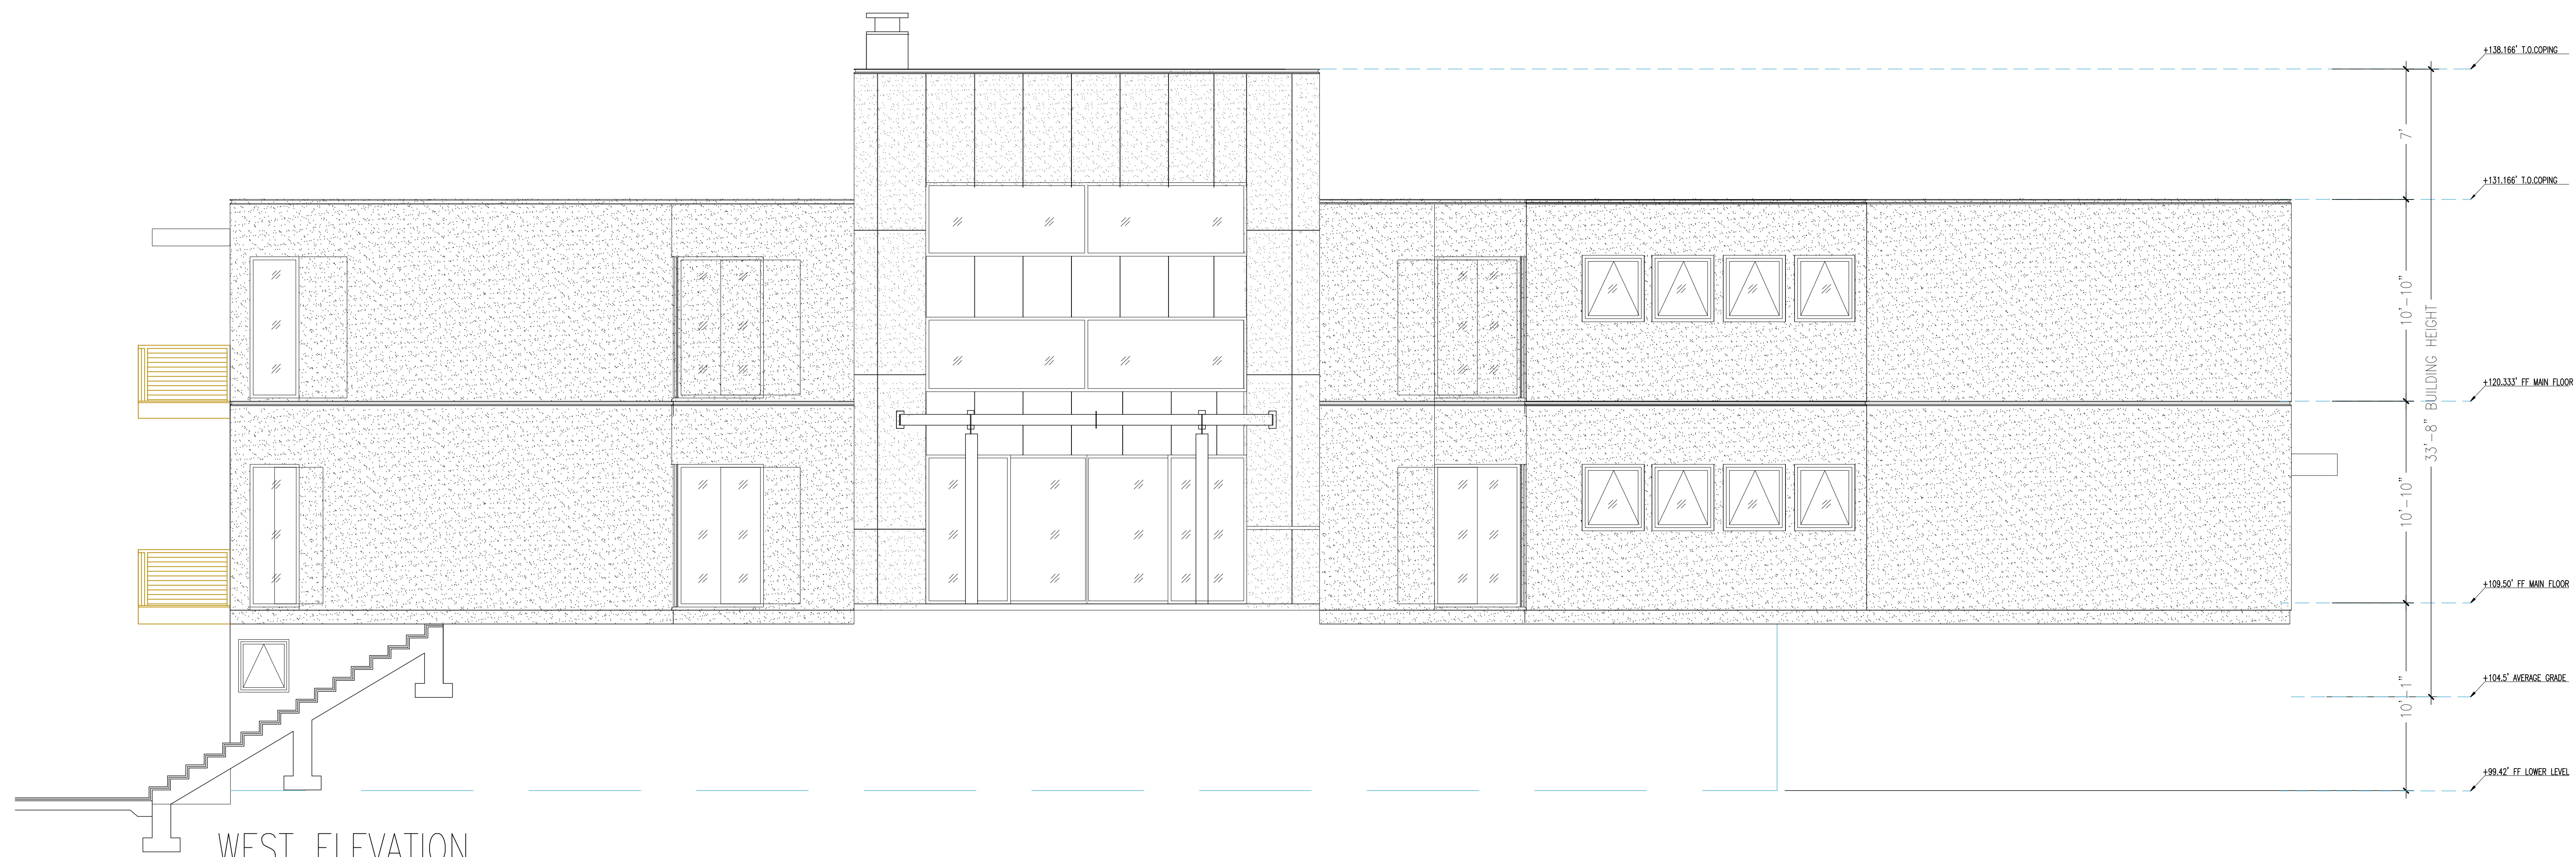 +138.166' T.O.COPING
7'
+131.166' T.O.COPING
10'-10"
33'-8" BUILDING HEIGHT
+120.333' FF MAIN FLOOR
10'-10"
+109.50' FF MAIN FLOOR
+104.5' AVERAGE GRADE
10'-1"
+99.42' FF LOWER LEVEL
WEST ELEVATION